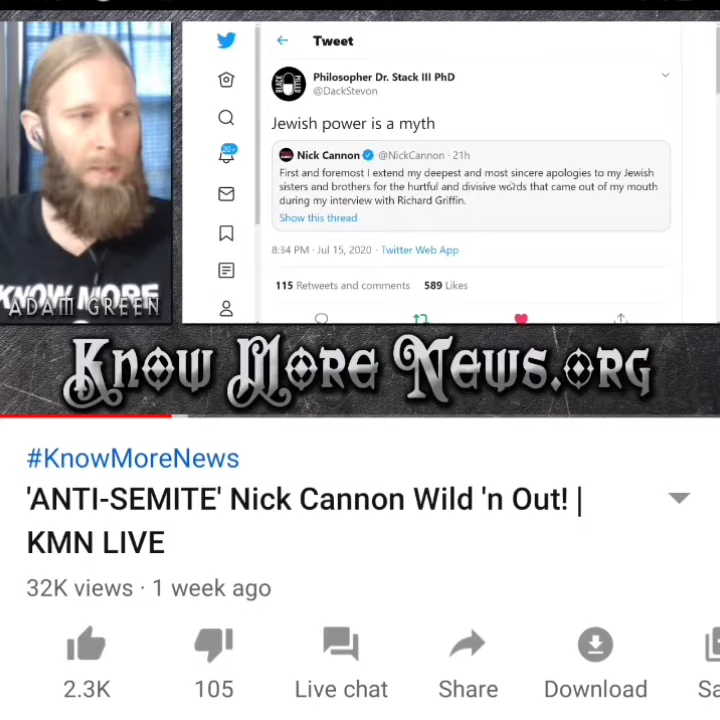 Tweet
Philosopher Dr. Stack III PhD
@DackStevon
Jewish power is a myth
Nick Cannon @NickCannon · 21h
First and foremost I extend my deepest and most sincere apologies to my Jewish
sisters and brothers for the hurtful and divisive words that came out of my mouth
during my interview with Richard Griffin.
Show this thread
8:34 PM · Jul 15, 2020 · Twitter Web App
115 Retweets and comments 589 Likes
20+
KNOW MORE
ADAM GREEN
KNOW MORE NEWS.ORG
#KnowMoreNews
'ANTI-SEMITE' Nick Cannon Wild 'n Out! |
KMN LIVE
32K views · 1 week ago
2.3K 105 Live chat Share Download Sa